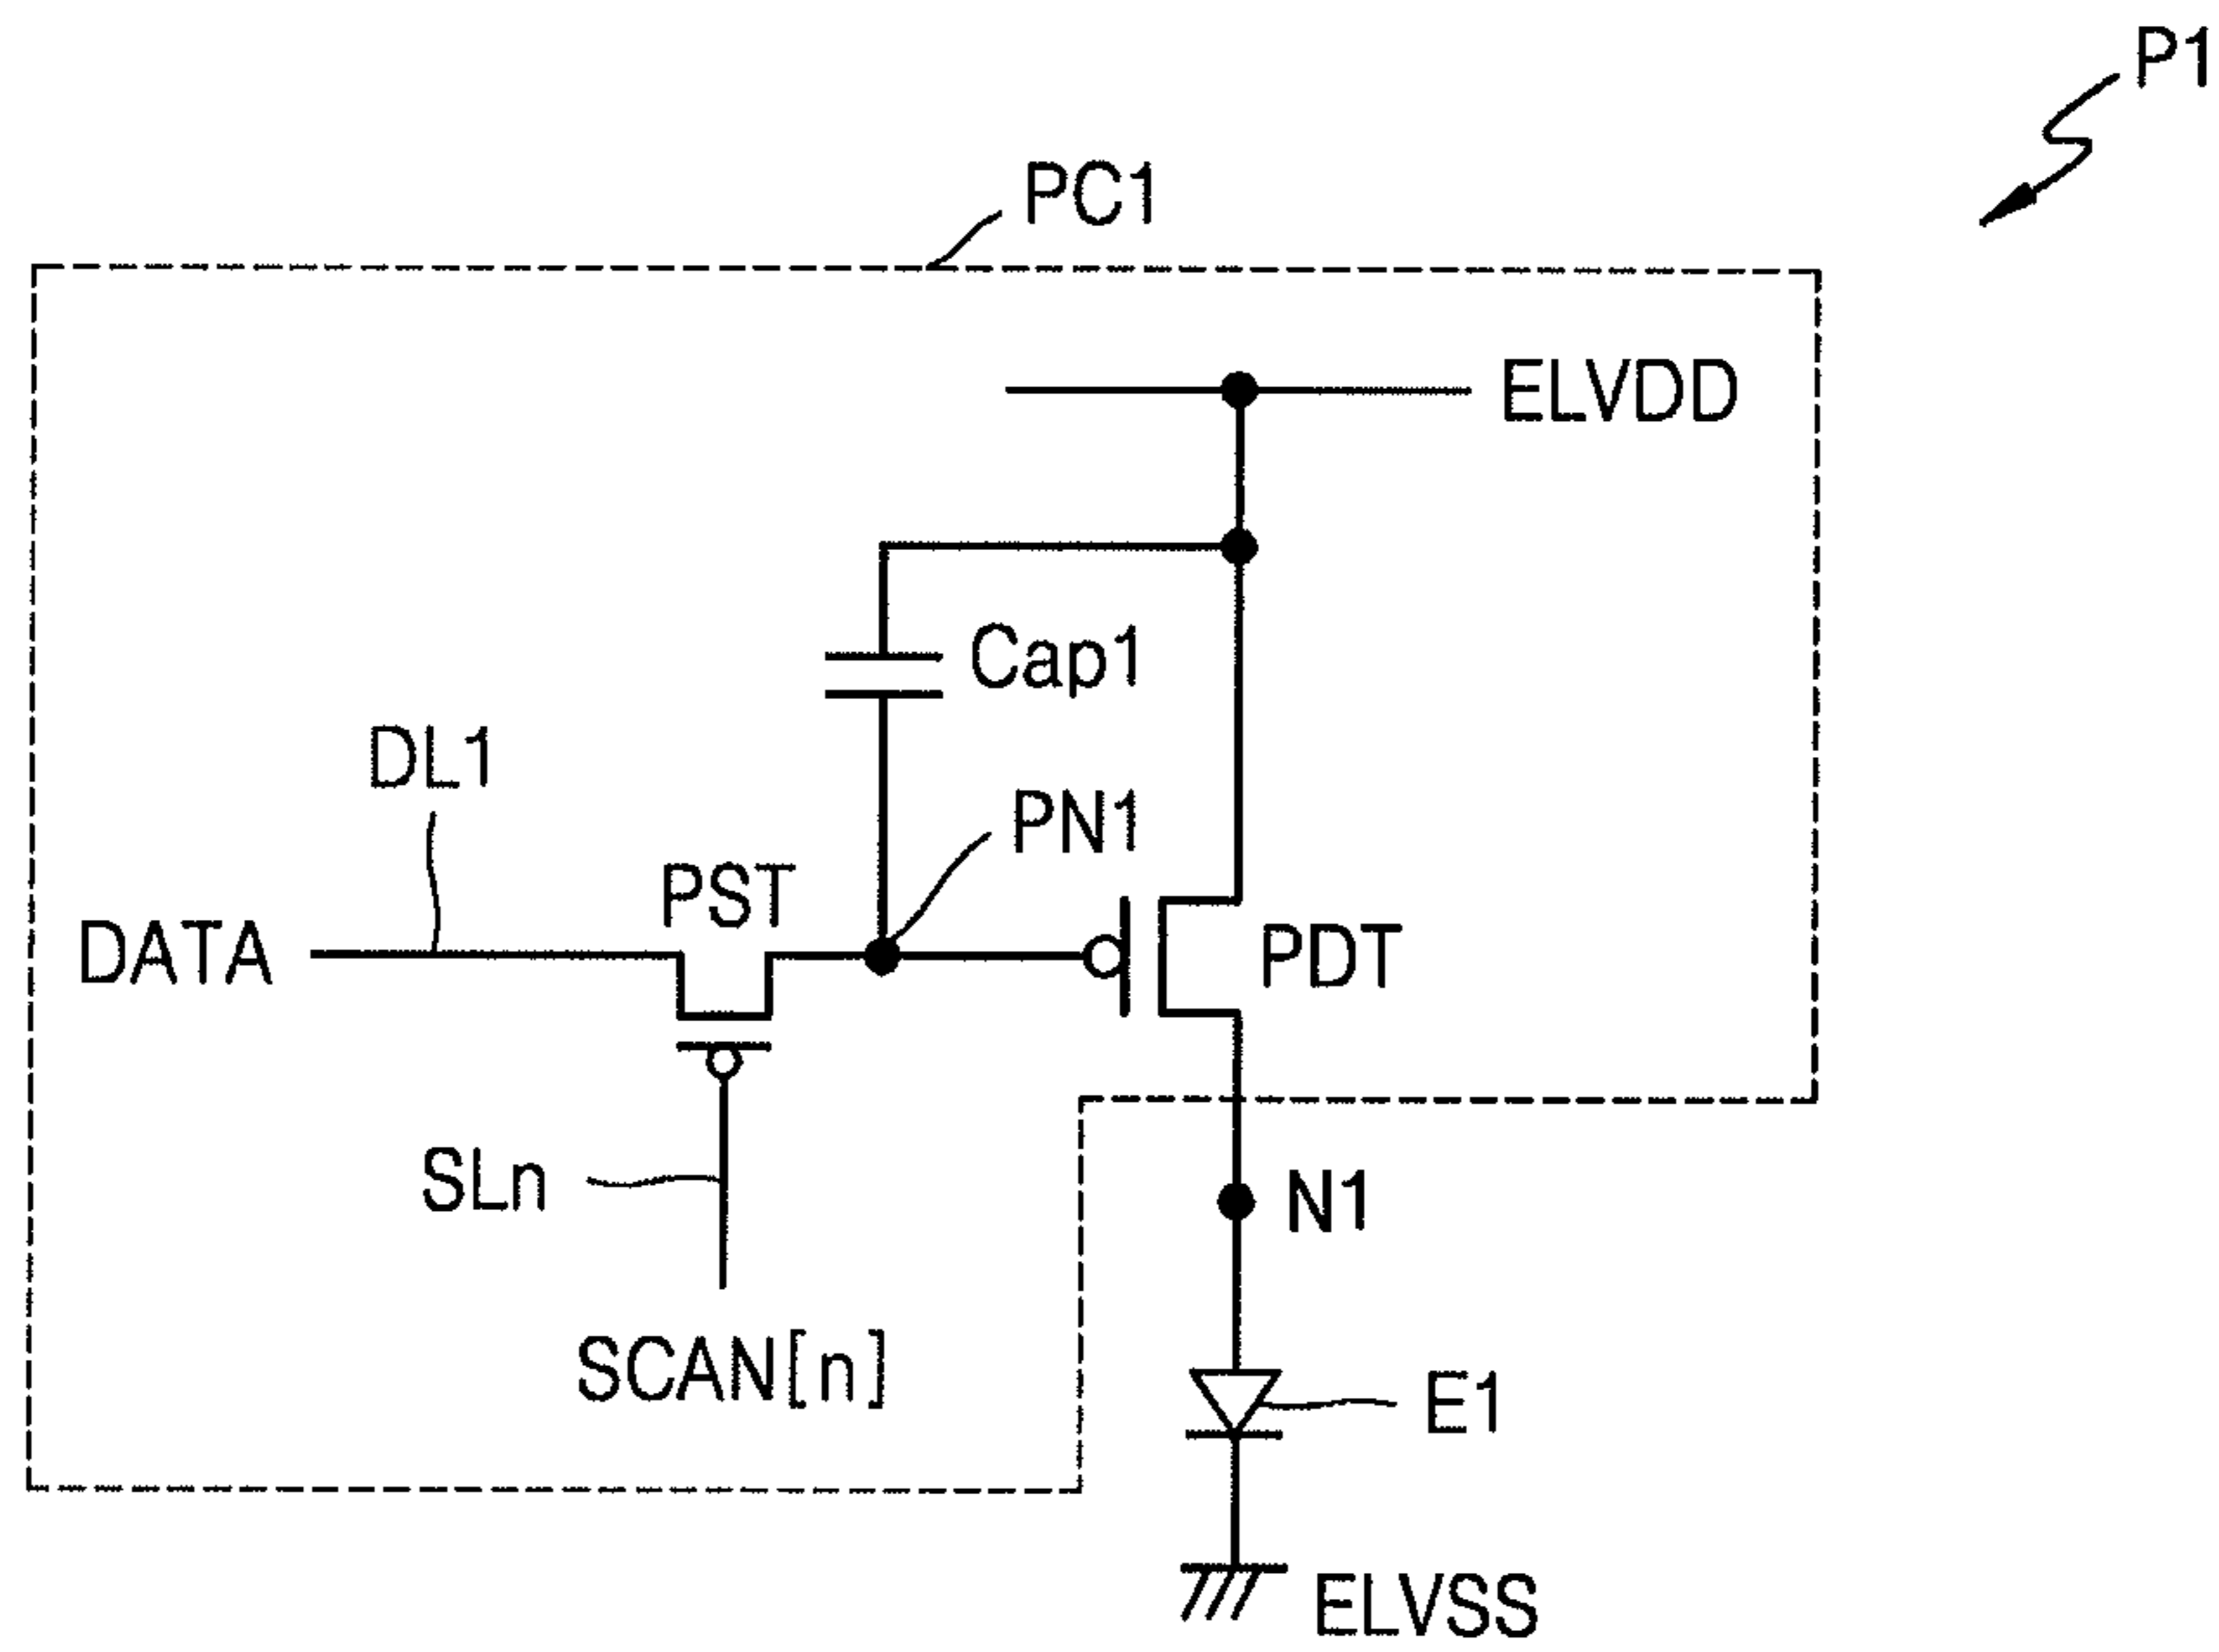 P1
PC1
ELVDD
Cap1
DL1
PN1
PST
DATA
PDT
SLn
N1
SCAN[n]
E1
ELVSS